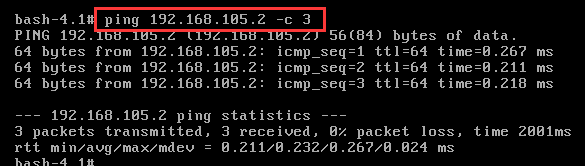 bash-4.1# ping 192.168.105.2 -c 3
PING 192.168.105.2 (192.168.105.2) 56(84) bytes of data.
64 bytes from 192.168.105.2: icmp_seq=1 ttl=64 time=0.267 ms
64 bytes from 192.168.105.2: icmp_seq=2 ttl=64 time=0.211 ms
64 bytes from 192.168.105.2: icmp_seq=3 ttl=64 time=0.218 ms
--- 192.168.105.2 ping statistics ---
3 packets transmitted, 3 received, 0% packet loss, time 2001ms
rtt min/avg/max/mdev = 0.211/0.232/0.267/0.024 ms
bash-4.1#